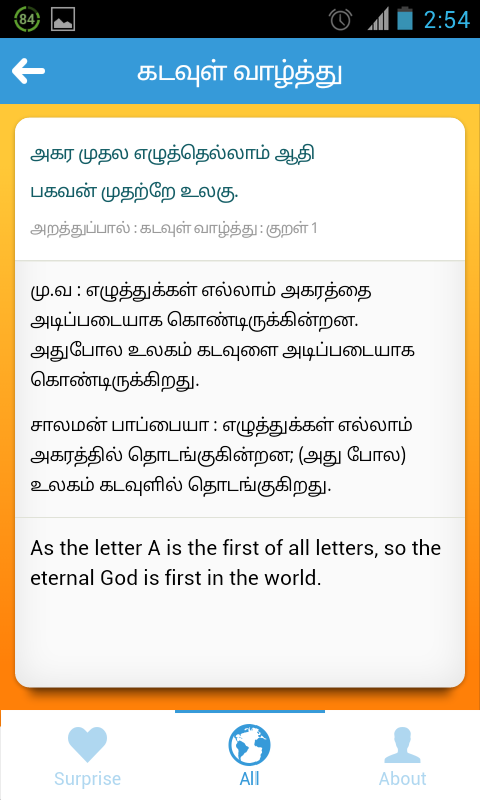 84
2:54
கடவுள் வாழ்த்து
அகர முதல எழுத்தெல்லாம் ஆதி
பகவன் முதற்றே உலகு.
அறத்துப்பால் : கடவுள் வாழ்த்து : குறள் 1
மு.வ : எழுத்துக்கள் எல்லாம் அகரத்தை
அடிப்படையாக கொண்டிருக்கின்றன.
அதுபோல உலகம் கடவுளை அடிப்படையாக
கொண்டிருக்கிறது.
சாலமன் பாப்பையா : எழுத்துக்கள் எல்லாம்
அகரத்தில் தொடங்குகின்றன; (அது போல)
உலகம் கடவுளில் தொடங்குகிறது.
As the letter A is the first of all letters, so the
eternal God is first in the world.
Surprise
All
About